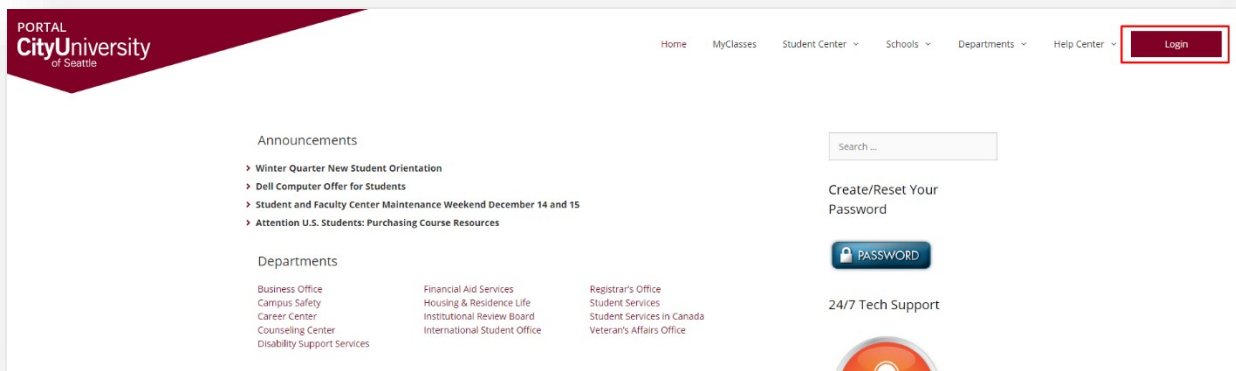 PORTAL
CityUniversity
of Seattle
Home MyClasses Student Center Schools Departments Help Center Login
Announcements
Winter Quarter New Student Orientation
Dell Computer Offer for Students
Student and Faculty Center Maintenance Weekend December 14 and 15
Attention U.S. Students: Purchasing Course Resources
Departments
Business Office
Campus Safety
Career Center
Counseling Center
Disability Support Services
Financial Aid Services
Housing & Residence Life
Institutional Review Board
International Student Office
Registrar's Office
Student Services
Student Services in Canada
Veteran's Affairs Office
Search ...
Create/Reset Your
Password
PASSWORD
24/7 Tech Support